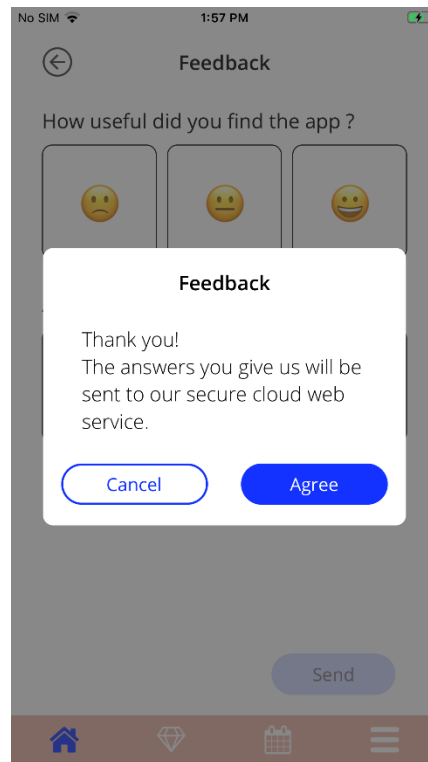 No SIM 1:57 PM
Feedback
How useful did you find the app ?
Feedback
Thank you!
The answers you give us will be
sent to our secure cloud web
service.
Cancel Agree
Send